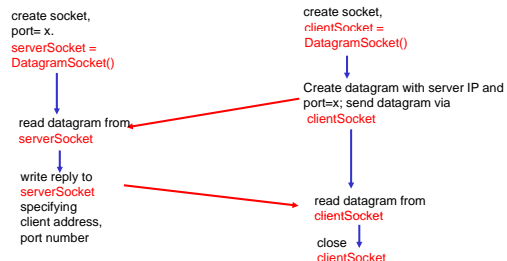 create socket,
port= x.
serverSocket =
DatagramSocket()
read datagram from
serverSocket
write reply to
serverSocket
specifying
client address,
port number
create socket,
clientSocket =
DatagramSocket()
Create datagram with server IP and
port=x; send datagram via
clientSocket
read datagram from
clientSocket
close
clientSocket